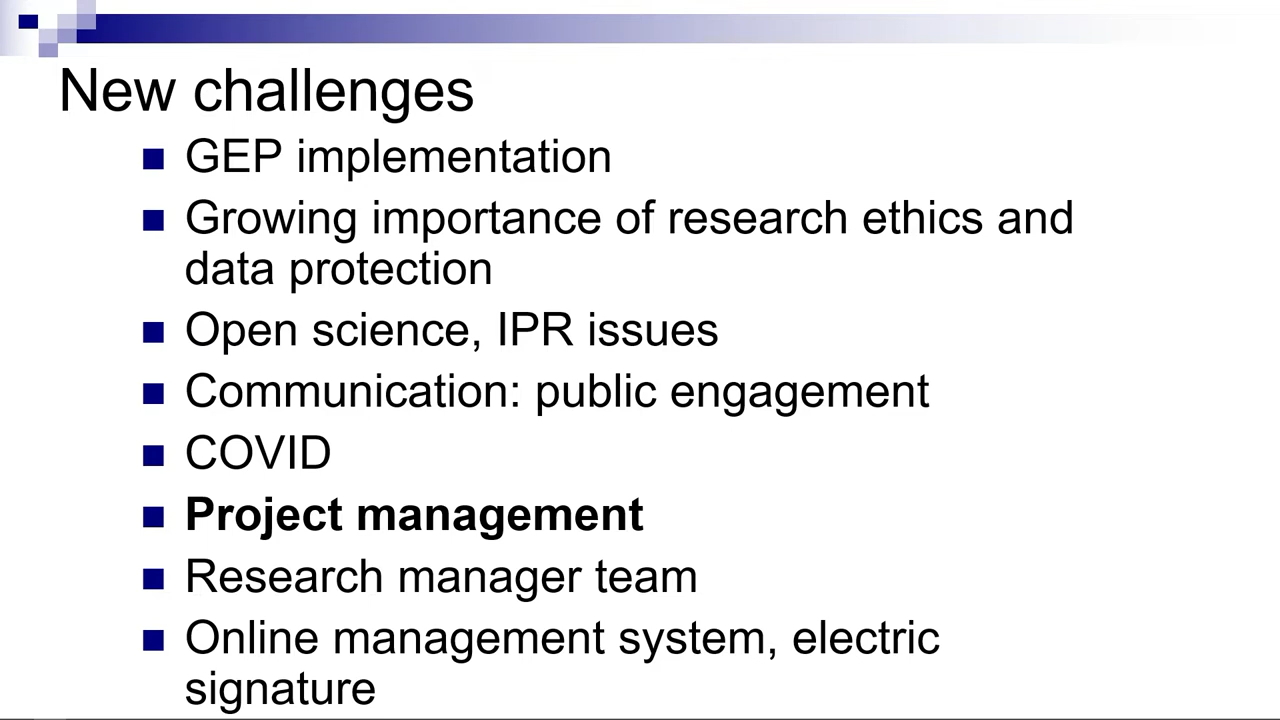 New challenges
GEP implementation
Growing importance of research ethics and
data protection
Open science, IPR issues
Communication: public engagement
COVID
Project management
Research manager team
Online management system, electric
signature